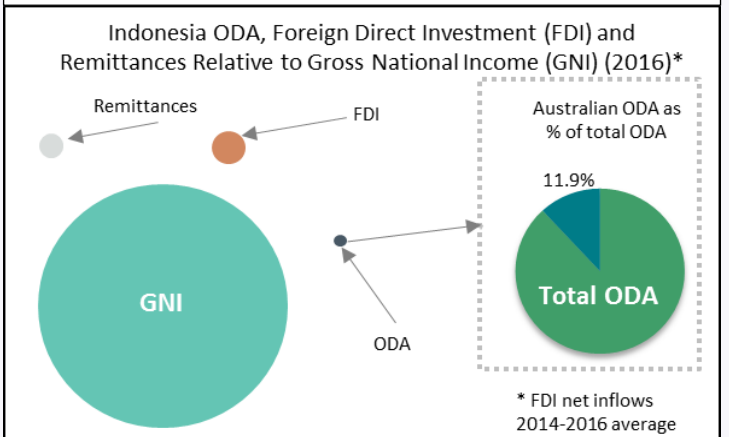 Indonesia ODA, Foreign Direct Investment (FDI) and
Remittances Relative to Gross National Income (GNI) (2016)*
Remittances
FDI
GNI
ODA
Australian ODA as
% of total ODA
11.9%
Total ODA
* FDI net inflows
2014-2016 average